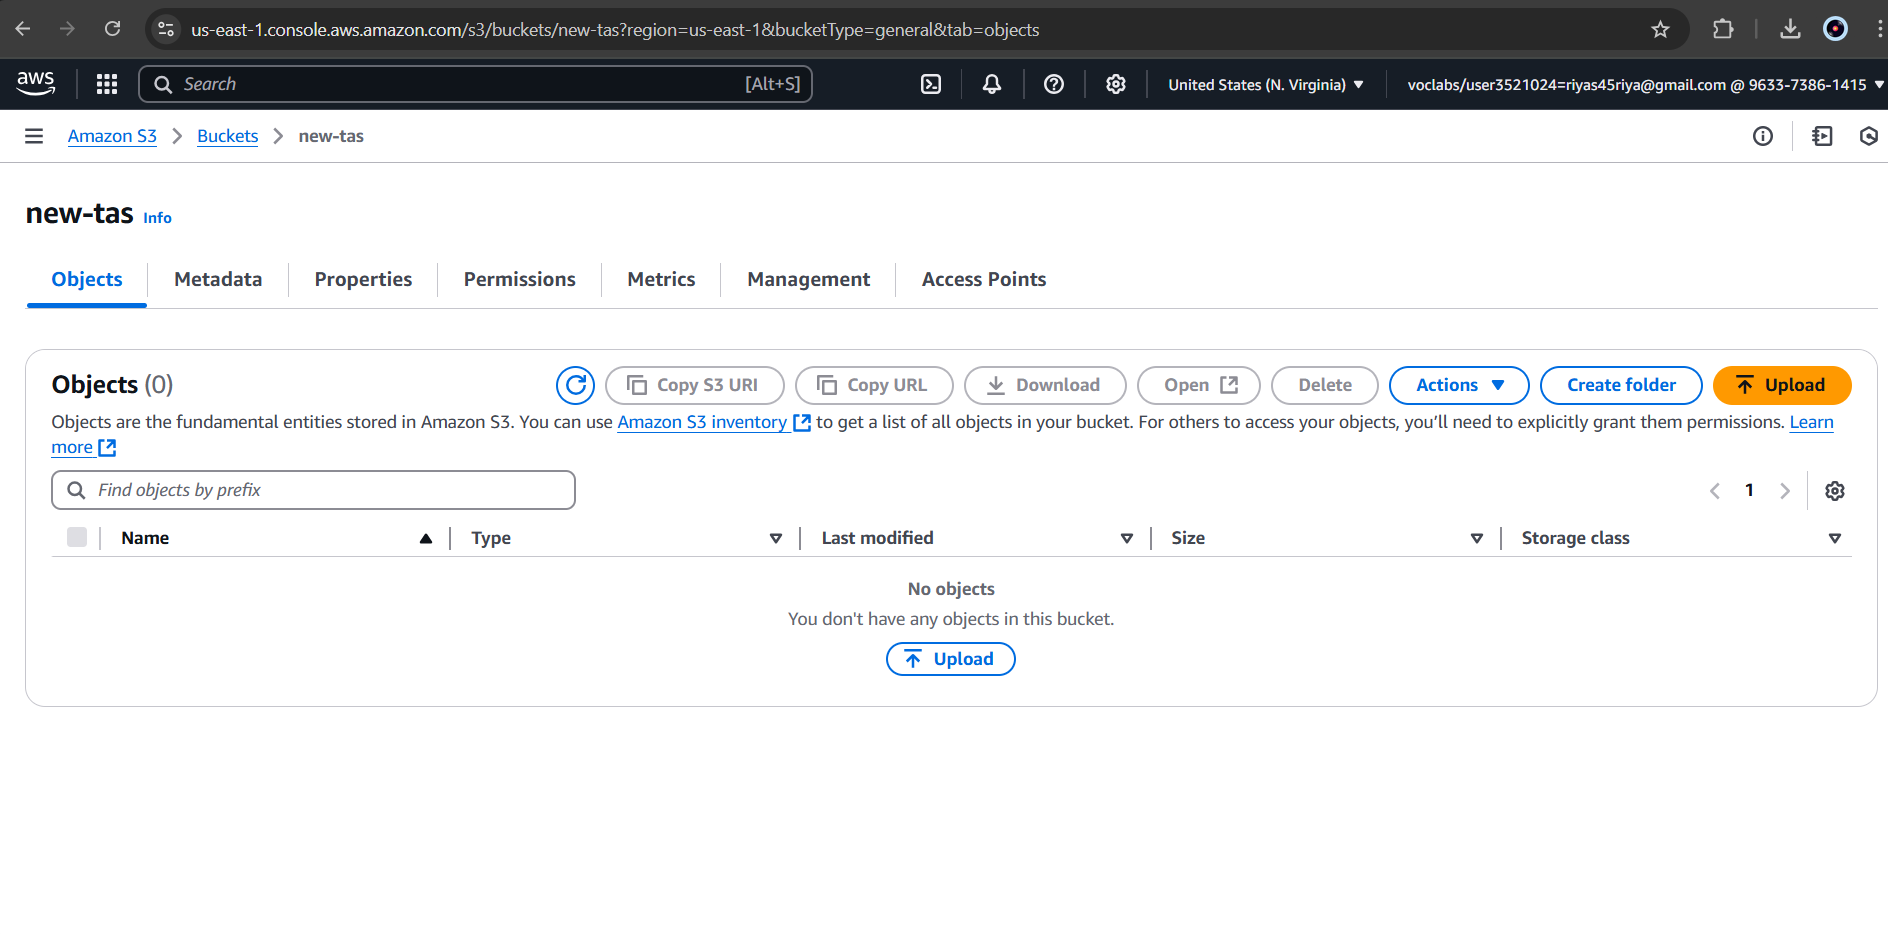 us-east-1.console.aws.amazon.com/s3/buckets/new-tas?region=us-east-1&bucketType=general&tab=objects
aws Search [Alt+S] United States (N. Virginia) voclabs/user3521024=riyas45riya@gmail.com @ 9633-7386-1415
Amazon S3 Buckets new-tas
new-tas Info
Objects Metadata Properties Permissions Metrics Management Access Points
Objects (0) Copy S3 URI Copy URL Download Open Delete Actions Create folder Upload
Objects are the fundamental entities stored in Amazon S3. You can use Amazon S3 inventory to get a list of all objects in your bucket. For others to access your objects, you’ll need to explicitly grant them permissions. Learn
more
Find objects by prefix 1
Name Type Last modified Size Storage class
No objects
You don't have any objects in this bucket.
Upload